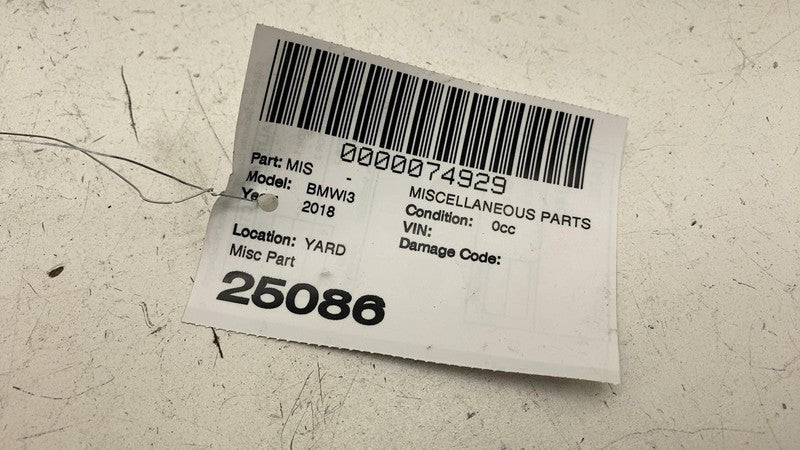 0000074929
Part: MIS - MISCELLANEOUS PARTS
Model: BMWI3 Condition: 0cc
2018 VIN:
Damage Code:
Location: YARD
Misc Part
25086